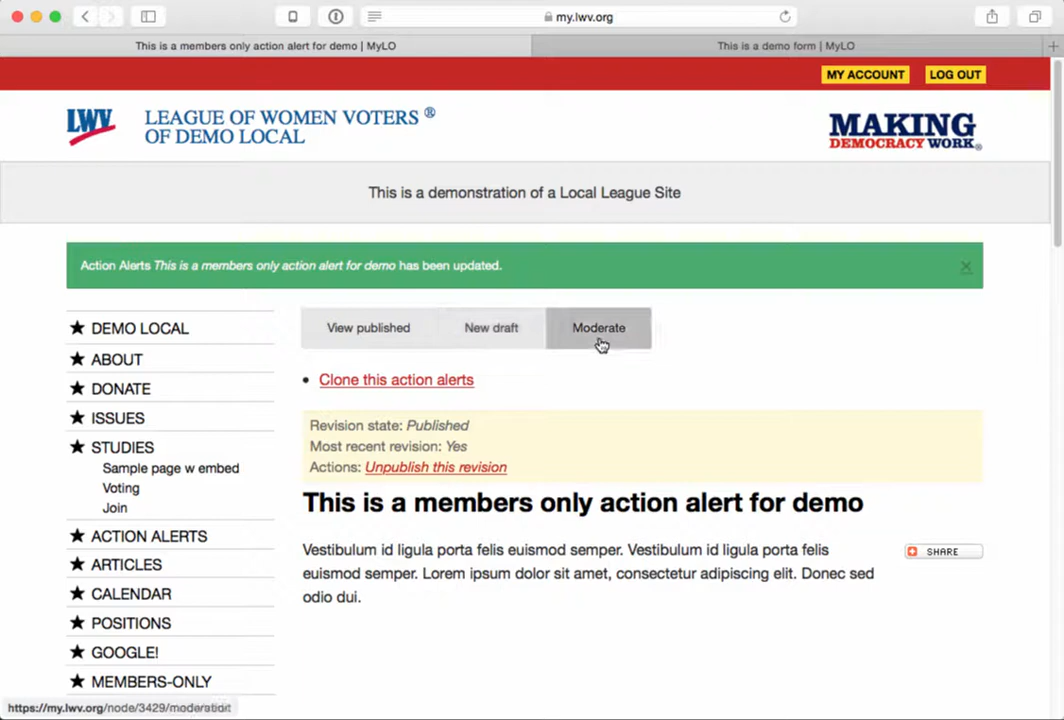 my.lwv.org
This is a members only action alert for demo | MyLO
This is a demo form | MyLO
MY ACCOUNT
LOG OUT
LWV
LEAGUE OF WOMEN VOTERS ®
OF DEMO LOCAL
MAKING
DEMOCRACY WORK®
This is a demonstration of a Local League Site
Action Alerts This is a members only action alert for demo has been updated.
×
DEMO LOCAL
ABOUT
DONATE
ISSUES
STUDIES
Sample page w embed
Voting
Join
ACTION ALERTS
ARTICLES
CALENDAR
POSITIONS
GOOGLE!
MEMBERS-ONLY
View published
New draft
Moderate
Clone this action alerts
Revision state: Published
Most recent revision: Yes
Actions: Unpublish this revision
This is a members only action alert for demo
Vestibulum id ligula porta felis euismod semper. Vestibulum id ligula porta felis
euismod semper. Lorem ipsum dolor sit amet, consectetur adipiscing elit. Donec sed
odio dui.
SHARE
https://my.lwv.org/node/3429/moderation